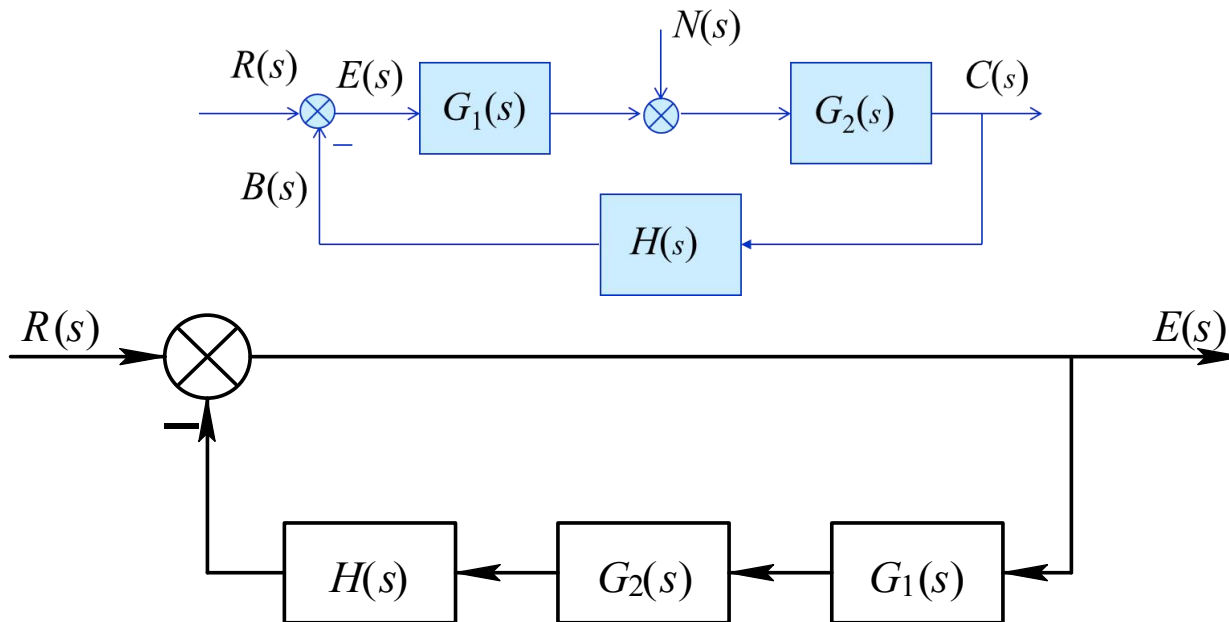 N(s)
R(s) E(s) C(s)
G₁(s) G₂(s)
−
B(s)
H(s)
R(s) E(s)
−
H(s) G₂(s) G₁(s)